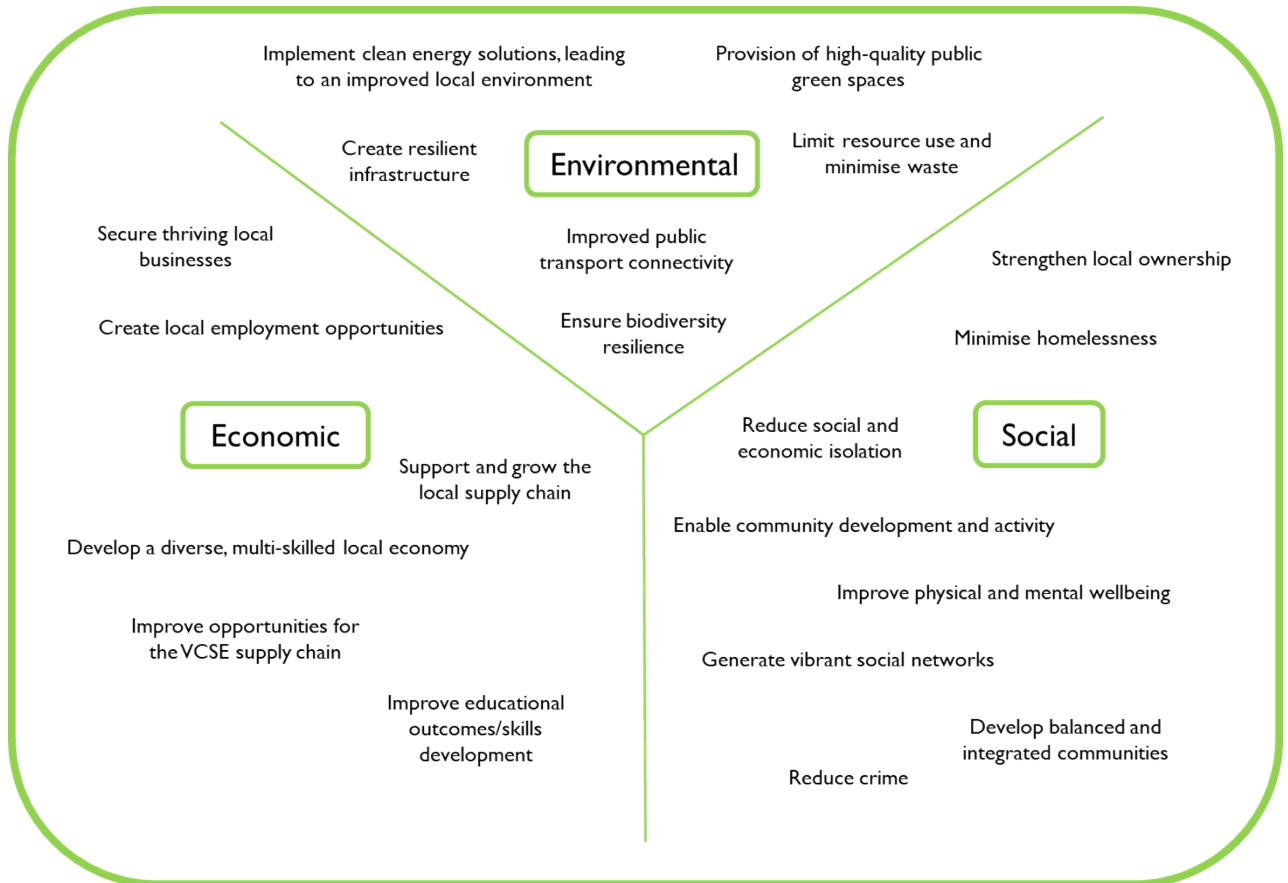 Implement clean energy solutions, leading
to an improved local environment
Provision of high-quality public
green spaces
Create resilient
infrastructure
Environmental
Limit resource use and
minimise waste
Improved public
transport connectivity
Ensure biodiversity
resilience
Secure thriving local
businesses
Create local employment opportunities
Economic
Support and grow the
local supply chain
Develop a diverse, multi-skilled local economy
Improve opportunities for
the VCSE supply chain
Improve educational
outcomes/skills
development
Strengthen local ownership
Minimise homelessness
Reduce social and
economic isolation
Social
Enable community development and activity
Improve physical and mental wellbeing
Generate vibrant social networks
Develop balanced and
integrated communities
Reduce crime